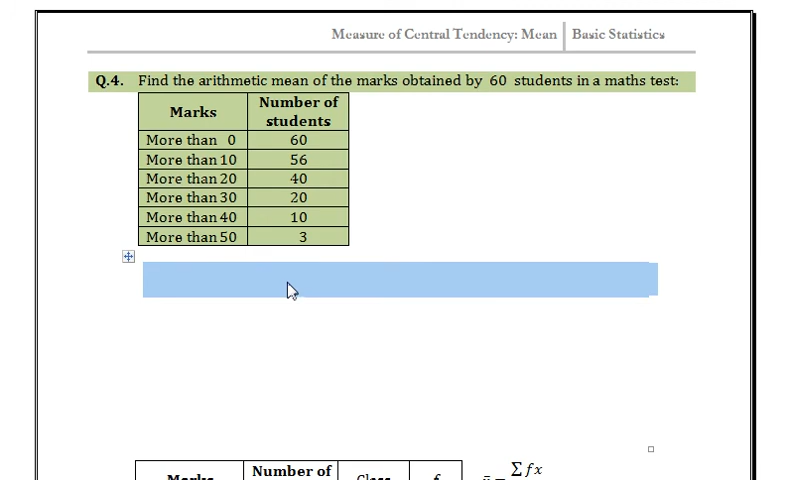 Measure of Central Tendency: Mean Basic Statistics
Q.4. Find the arithmetic mean of the marks obtained by 60 students in a maths test:
Marks Number of students
More than 0 60
More than 10 56
More than 20 40
More than 30 20
More than 40 10
More than 50 3
Marks Number of Class f
x̄ = ∑ fx